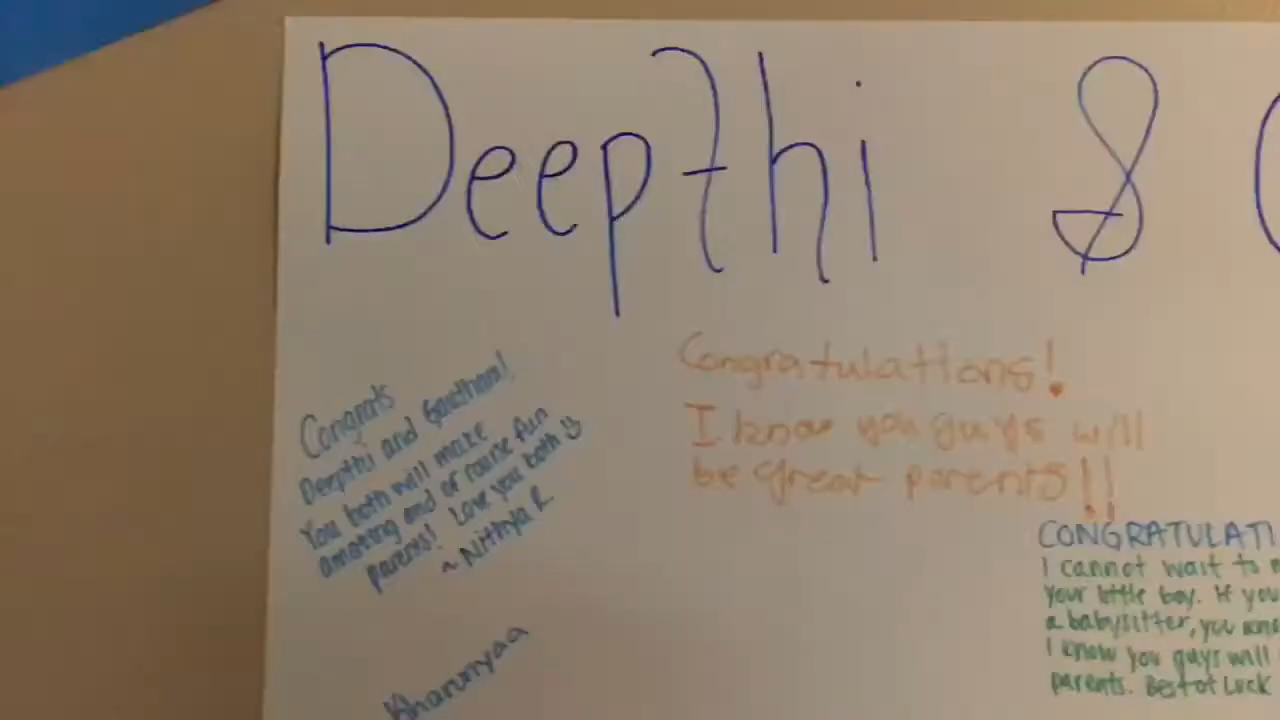 Deepthi &
Congrats
Deepthi and Gautham!
You both will make
amazing and of course fun
parents! Love you both
~ Nithya R
Congratulations!
I know you guys will
be great parents!!
CONGRATULATI
I cannot wait to
your little boy. If you
a babysitter, you
I know you guys will
parents. Best of Luck